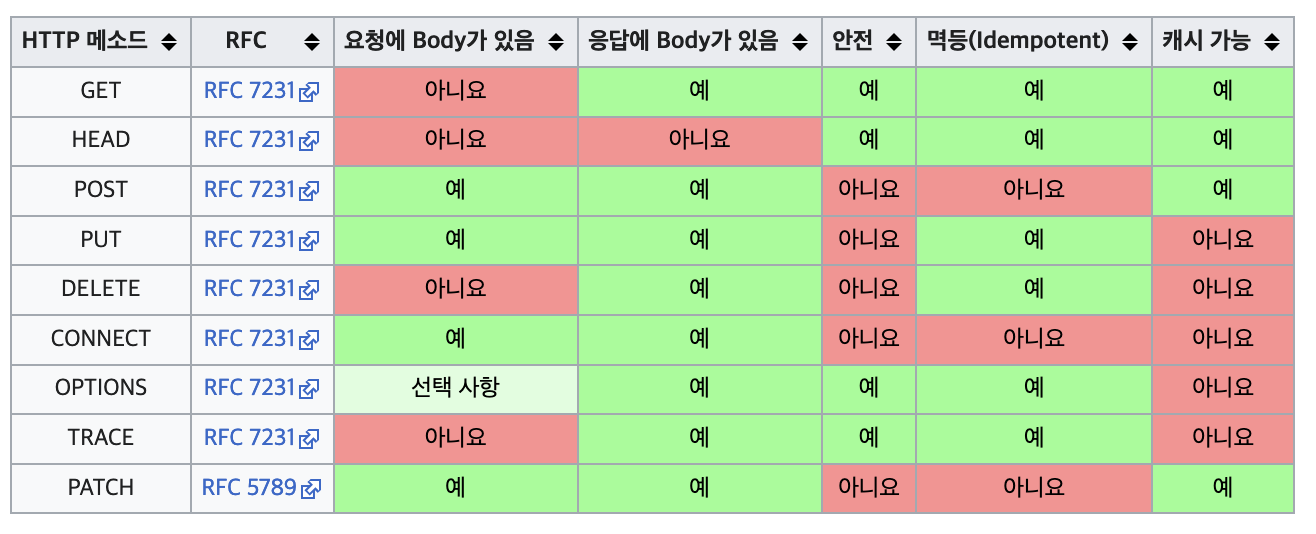 HTTP 메소드 RFC 요청에 Body가 있음 응답에 Body가 있음 안전 멱등(Idempotent) 캐시 가능
GET RFC 7231 아니요 예 예 예 예
HEAD RFC 7231 아니요 아니요 예 예 예
POST RFC 7231 예 예 아니요 아니요 예
PUT RFC 7231 예 예 아니요 예 아니요
DELETE RFC 7231 아니요 예 아니요 예 아니요
CONNECT RFC 7231 예 예 아니요 아니요 아니요
OPTIONS RFC 7231 선택 사항 예 예 예 아니요
TRACE RFC 7231 아니요 예 예 예 아니요
PATCH RFC 5789 예 예 아니요 아니요 예